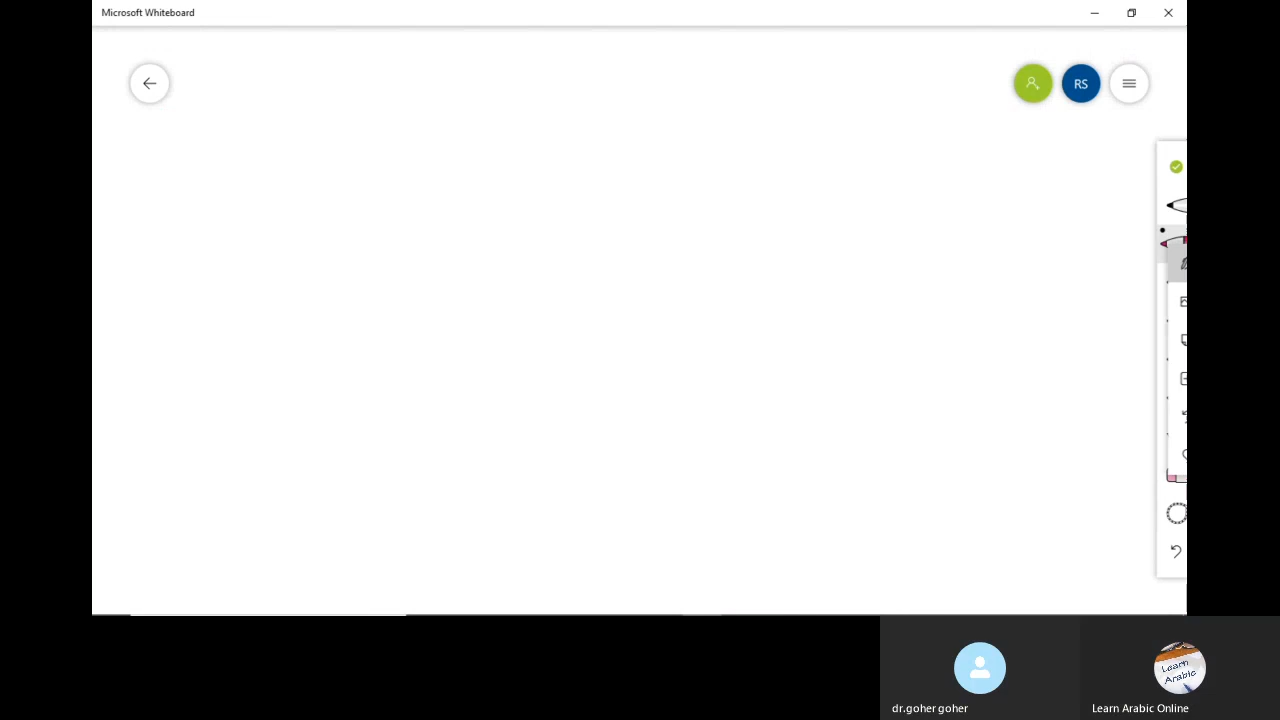 Microsoft Whiteboard
RS
Learn
Arabic
dr.goher goher
Learn Arabic Online